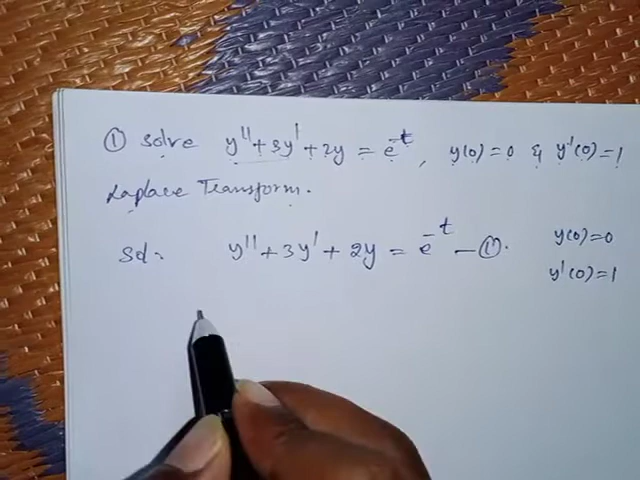 ① Solve y'' + 3y' + 2y = e^-t, y(0) = 0 & y'(0) = 1
Laplace Transform.
Sol: y'' + 3y' + 2y = e^-t - ①. y(0) = 0
y'(0) = 1